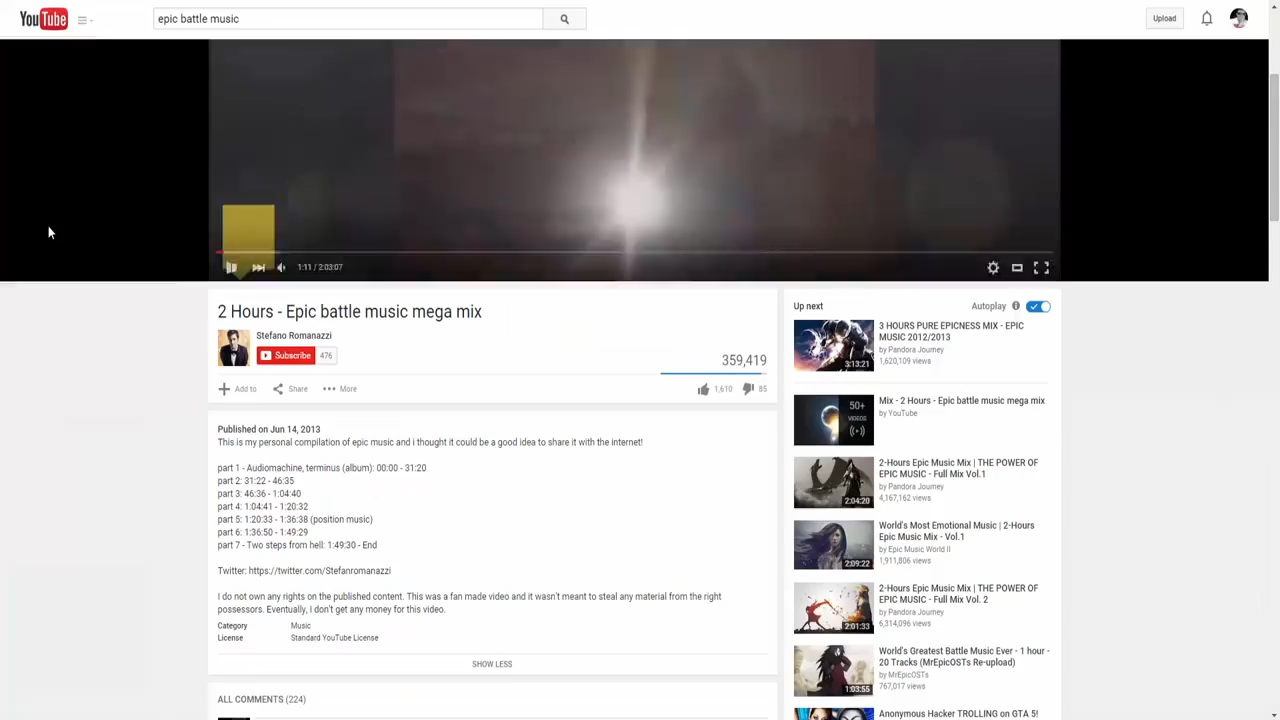 YouTube
epic battle music
Upload
1:11 / 2:03:07
2 Hours - Epic battle music mega mix
Stefano Romanazzi
Subscribe 476
359,419
Add to Share More
1,610 85
Published on Jun 14, 2013
This is my personal compilation of epic music and i thought it could be a good idea to share it with the internet!
part 1 - Audiomachine, terminus (album): 00:00 - 31:20
part 2: 31:22 - 46:35
part 3: 46:36 - 1:04:40
part 4: 1:04:41 - 1:20:32
part 5: 1:20:33 - 1:36:38 (position music)
part 6: 1:36:50 - 1:49:29
part 7 - Two steps from hell: 1:49:30 - End
Twitter: https://twitter.com/Stefanromanazzi
I do not own any rights on the published content. This was a fan made video and it wasn't meant to steal any material from the right
possessors. Eventually, I don't get any money for this video.
Category Music
License Standard YouTube License
SHOW LESS
ALL COMMENTS (224)
Up next
Autoplay
3 HOURS PURE EPICNESS MIX - EPIC
MUSIC 2012/2013
by Pandora Journey
1,620,109 views
3:13:21
Mix - 2 Hours - Epic battle music mega mix
by YouTube
50+
VIDEOS
2-Hours Epic Music Mix | THE POWER OF
EPIC MUSIC - Full Mix Vol.1
by Pandora Journey
4,167,162 views
2:04:20
World's Most Emotional Music | 2-Hours
Epic Music Mix - Vol.1
by Epic Music World II
1,911,806 views
2:09:22
2-Hours Epic Music Mix | THE POWER OF
EPIC MUSIC - Full Mix Vol. 2
by Pandora Journey
6,314,096 views
2:01:33
World's Greatest Battle Music Ever - 1 hour -
20 Tracks (MrEpicOSTs Re-upload)
by MrEpicOSTs
767,017 views
1:03:55
Anonymous Hacker TROLLING on GTA 5!